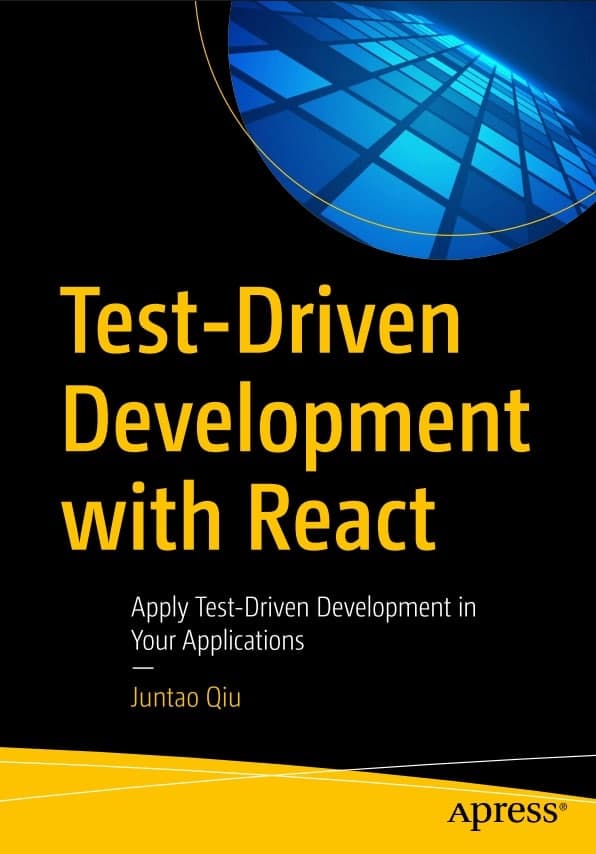 Test-Driven
Development
with React
Apply Test-Driven Development in
Your Applications
—
Juntao Qiu
Apress®